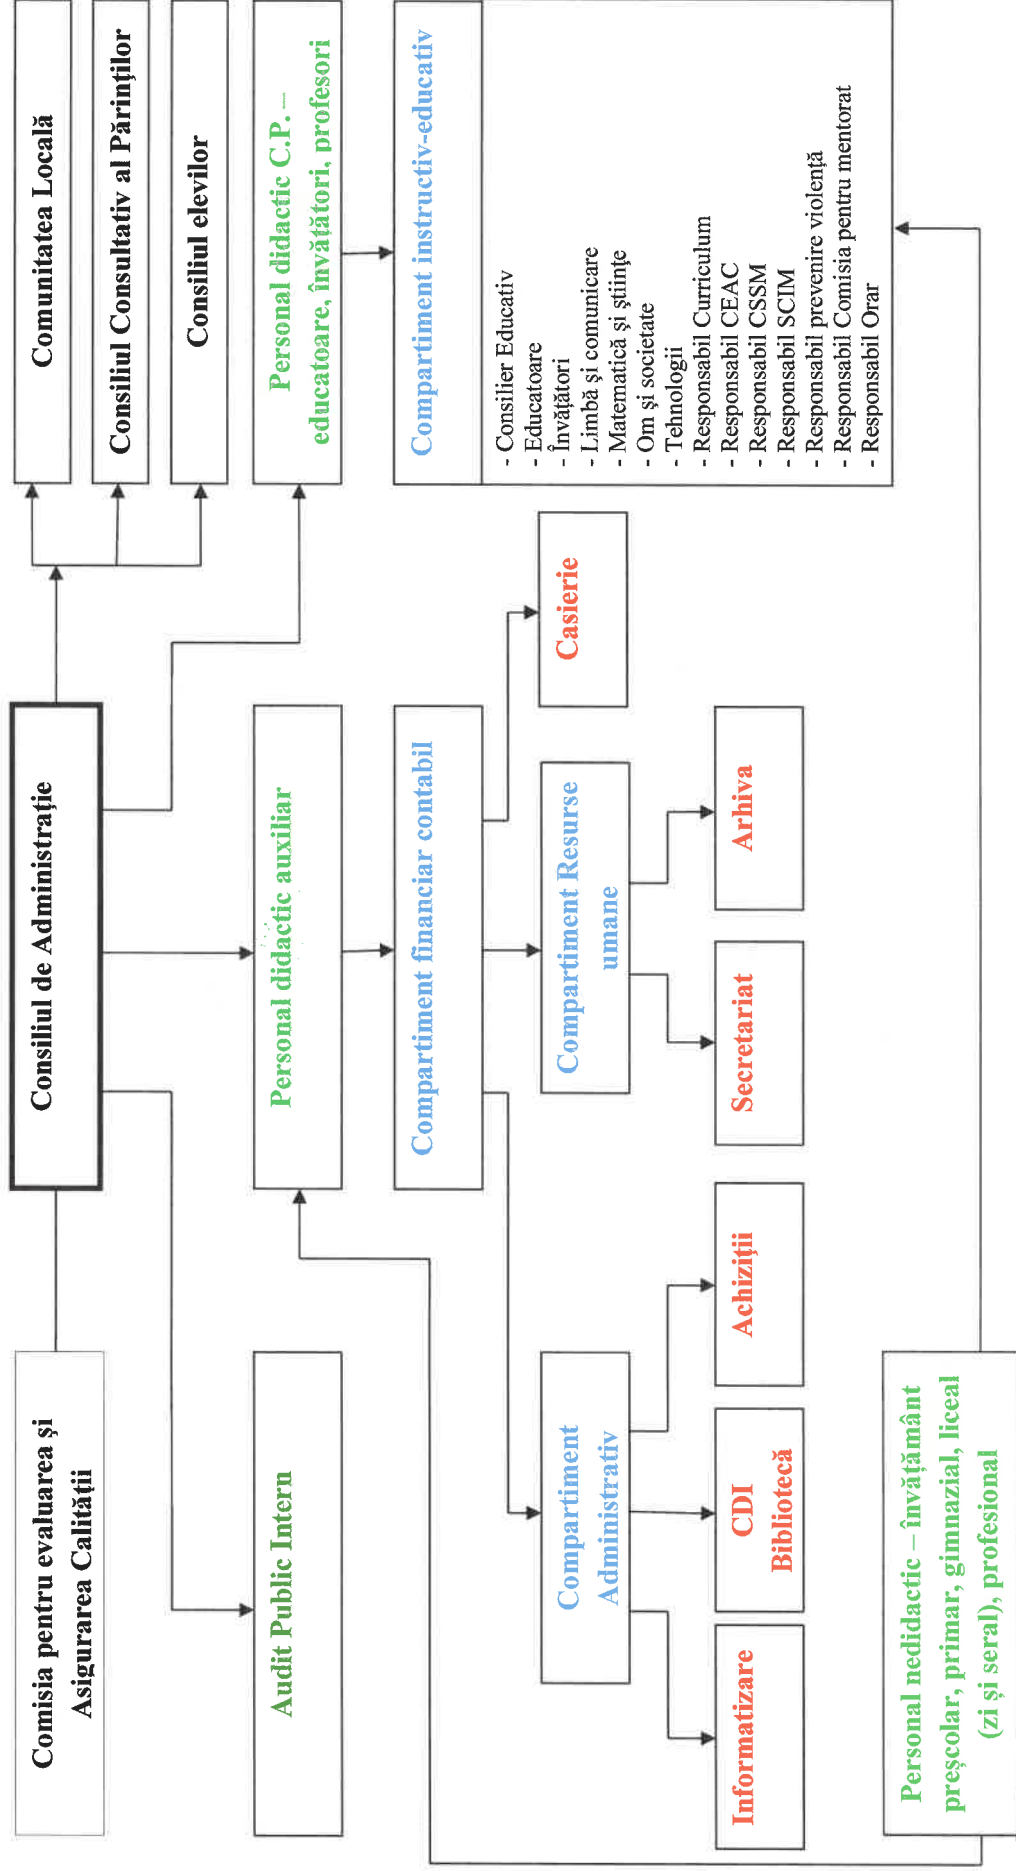 Comisia pentru evaluarea și
Asigurarea Calității
Consiliul de Administrație
Comunitatea Locală
Consiliul Consultativ al Părinților
Consiliul elevilor
Audit Public Intern
Personal didactic auxiliar
Personal didactic C.P. –
educatoare, învățători, profesori
Compartiment financiar contabil
Compartiment instructiv-educativ
- Consilier Educativ
- Educatoare
- Învățători
- Limbă și comunicare
- Matematică și științe
- Om și societate
- Tehnologii
- Responsabil Curriculum
- Responsabil CEAC
- Responsabil CSSM
- Responsabil SCIM
- Responsabil prevenire violență
- Responsabil Comisia pentru mentorat
- Responsabil Orar
Compartiment
Administrativ
Compartiment Resurse
umane
Casierie
Informatizare
CDI
Bibliotecă
Achiziții
Secretariat
Arhiva
Personal nedidactic – învățământ
preșcolar, primar, gimnazial, liceal
(zi și seral), profesional